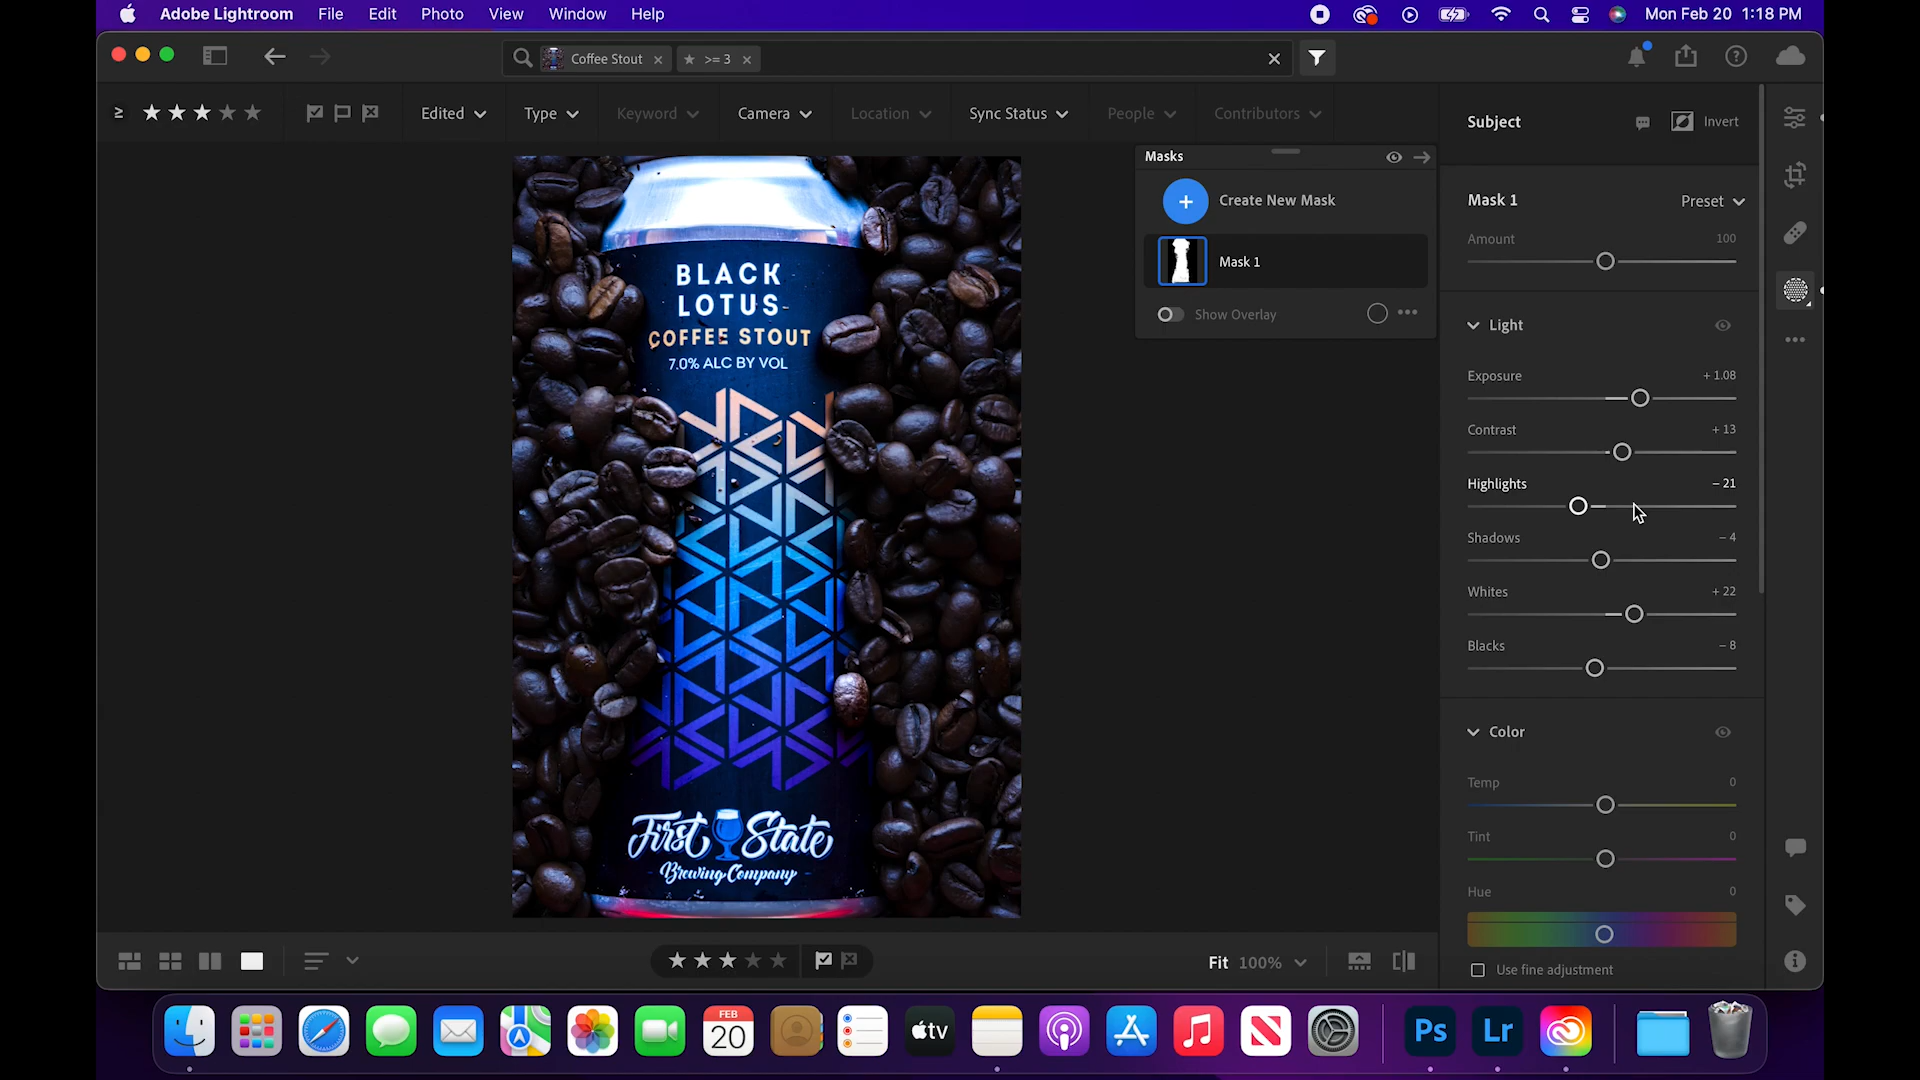 Adobe Lightroom File Edit Photo View Window Help Mon Feb 20 1:18 PM
Coffee Stout × ★ >= 3 ×
≥ Edited Type Keyword Camera Location Sync Status People Contributors
Masks
Create New Mask
Mask 1
Show Overlay
Subject Invert
Mask 1 Preset
Amount 100
Light
Exposure + 1.08
Contrast + 13
Highlights – 21
Shadows – 4
Whites + 22
Blacks – 8
Color
Temp 0
Tint 0
Hue 0
Use fine adjustment
BLACK
LOTUS
COFFEE STOUT
7.0% ALC BY VOL
First State
Brewing Company
Fit 100%
FEB
20
tv
Ps
Lr